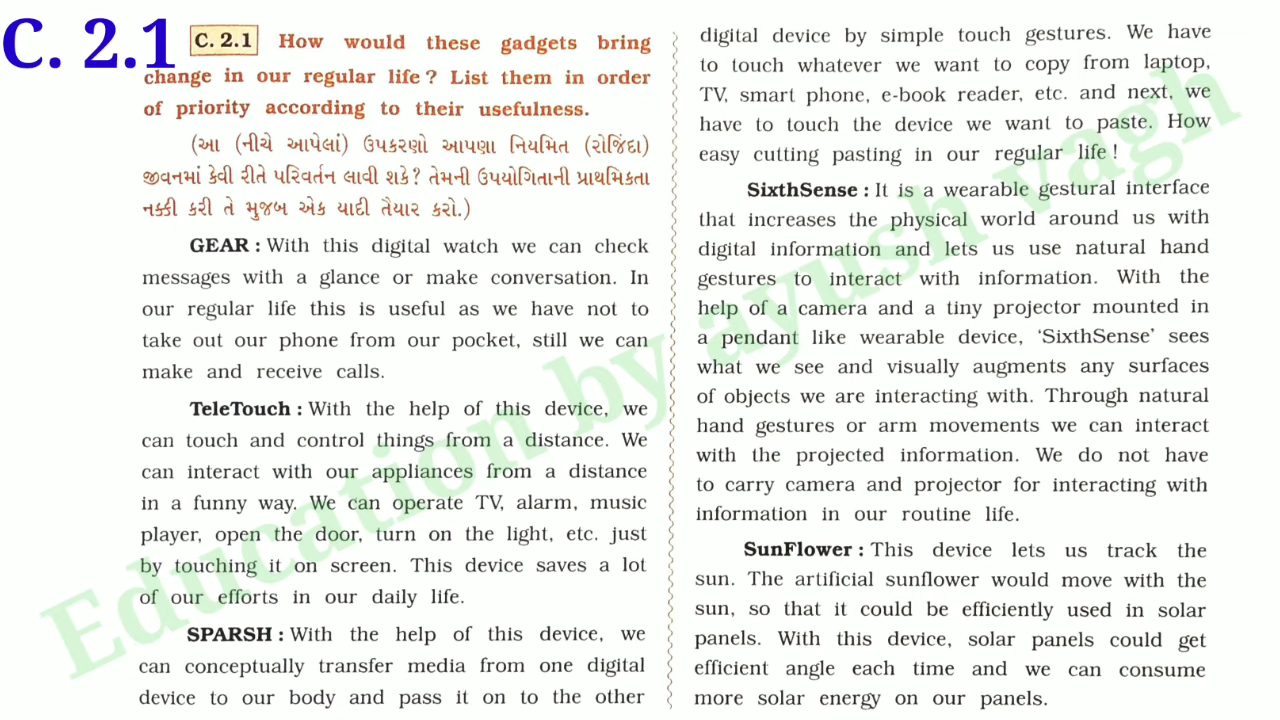 C. 2.1
C. 2.1 How would these gadgets bring
change in our regular life? List them in order
of priority according to their usefulness.
(આ (નીચે આપેલાં) ઉપકરણો આપણા નિયમિત (રોજિંદા)
જીવનમાં કેવી રીતે પરિવર્તન લાવી શકે? તેમની ઉપયોગિતાની પ્રાથમિકતા
નક્કી કરી તે મુજબ એક યાદી તૈયાર કરો.)
GEAR : With this digital watch we can check
messages with a glance or make conversation. In
our regular life this is useful as we have not to
take out our phone from our pocket, still we can
make and receive calls.
TeleTouch : With the help of this device, we
can touch and control things from a distance. We
can interact with our appliances from a distance
in a funny way. We can operate TV, alarm, music
player, open the door, turn on the light, etc. just
by touching it on screen. This device saves a lot
of our efforts in our daily life.
SPARSH : With the help of this device, we
can conceptually transfer media from one digital
device to our body and pass it on to the other
digital device by simple touch gestures. We have
to touch whatever we want to copy from laptop,
TV, smart phone, e-book reader, etc. and next, we
have to touch the device we want to paste. How
easy cutting pasting in our regular life !
SixthSense : It is a wearable gestural interface
that increases the physical world around us with
digital information and lets us use natural hand
gestures to interact with information. With the
help of a camera and a tiny projector mounted in
a pendant like wearable device, ‘SixthSense’ sees
what we see and visually augments any surfaces
of objects we are interacting with. Through natural
hand gestures or arm movements we can interact
with the projected information. We do not have
to carry camera and projector for interacting with
information in our routine life.
SunFlower : This device lets us track the
sun. The artificial sunflower would move with the
sun, so that it could be efficiently used in solar
panels. With this device, solar panels could get
efficient angle each time and we can consume
more solar energy on our panels.
Education by ayush vagh